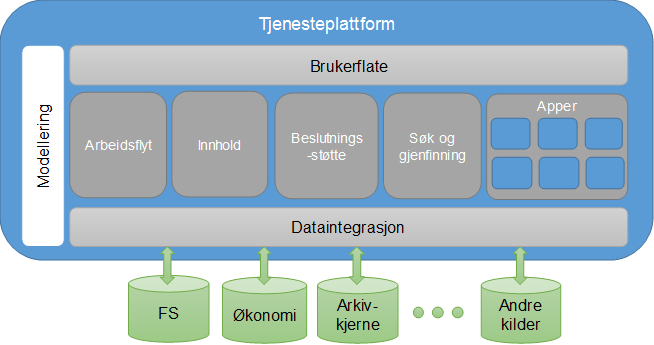 Tjenesteplattform
Modellering
Brukerflate
Arbeidsflyt
Innhold
Beslutnings
-støtte
Søk og
gjenfinning
Apper
Dataintegrasjon
FS
Økonomi
Arkiv-
kjerne
Andre
kilder